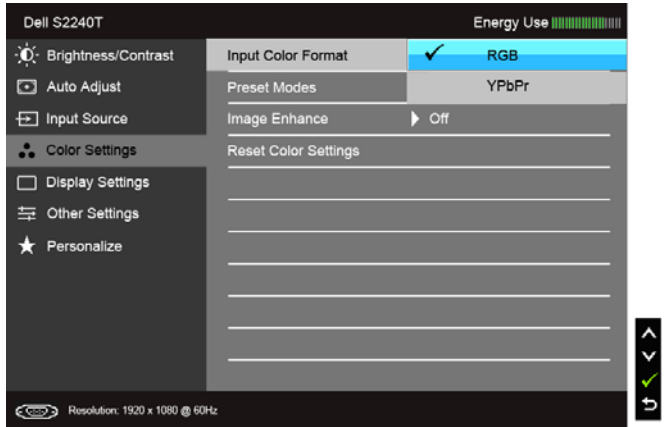 Dell S2240T
Energy Use
Brightness/Contrast
Auto Adjust
Input Source
Color Settings
Display Settings
Other Settings
Personalize
Input Color Format
RGB
Preset Modes
YPbPr
Image Enhance
Off
Reset Color Settings
Resolution: 1920 x 1080 @ 60Hz